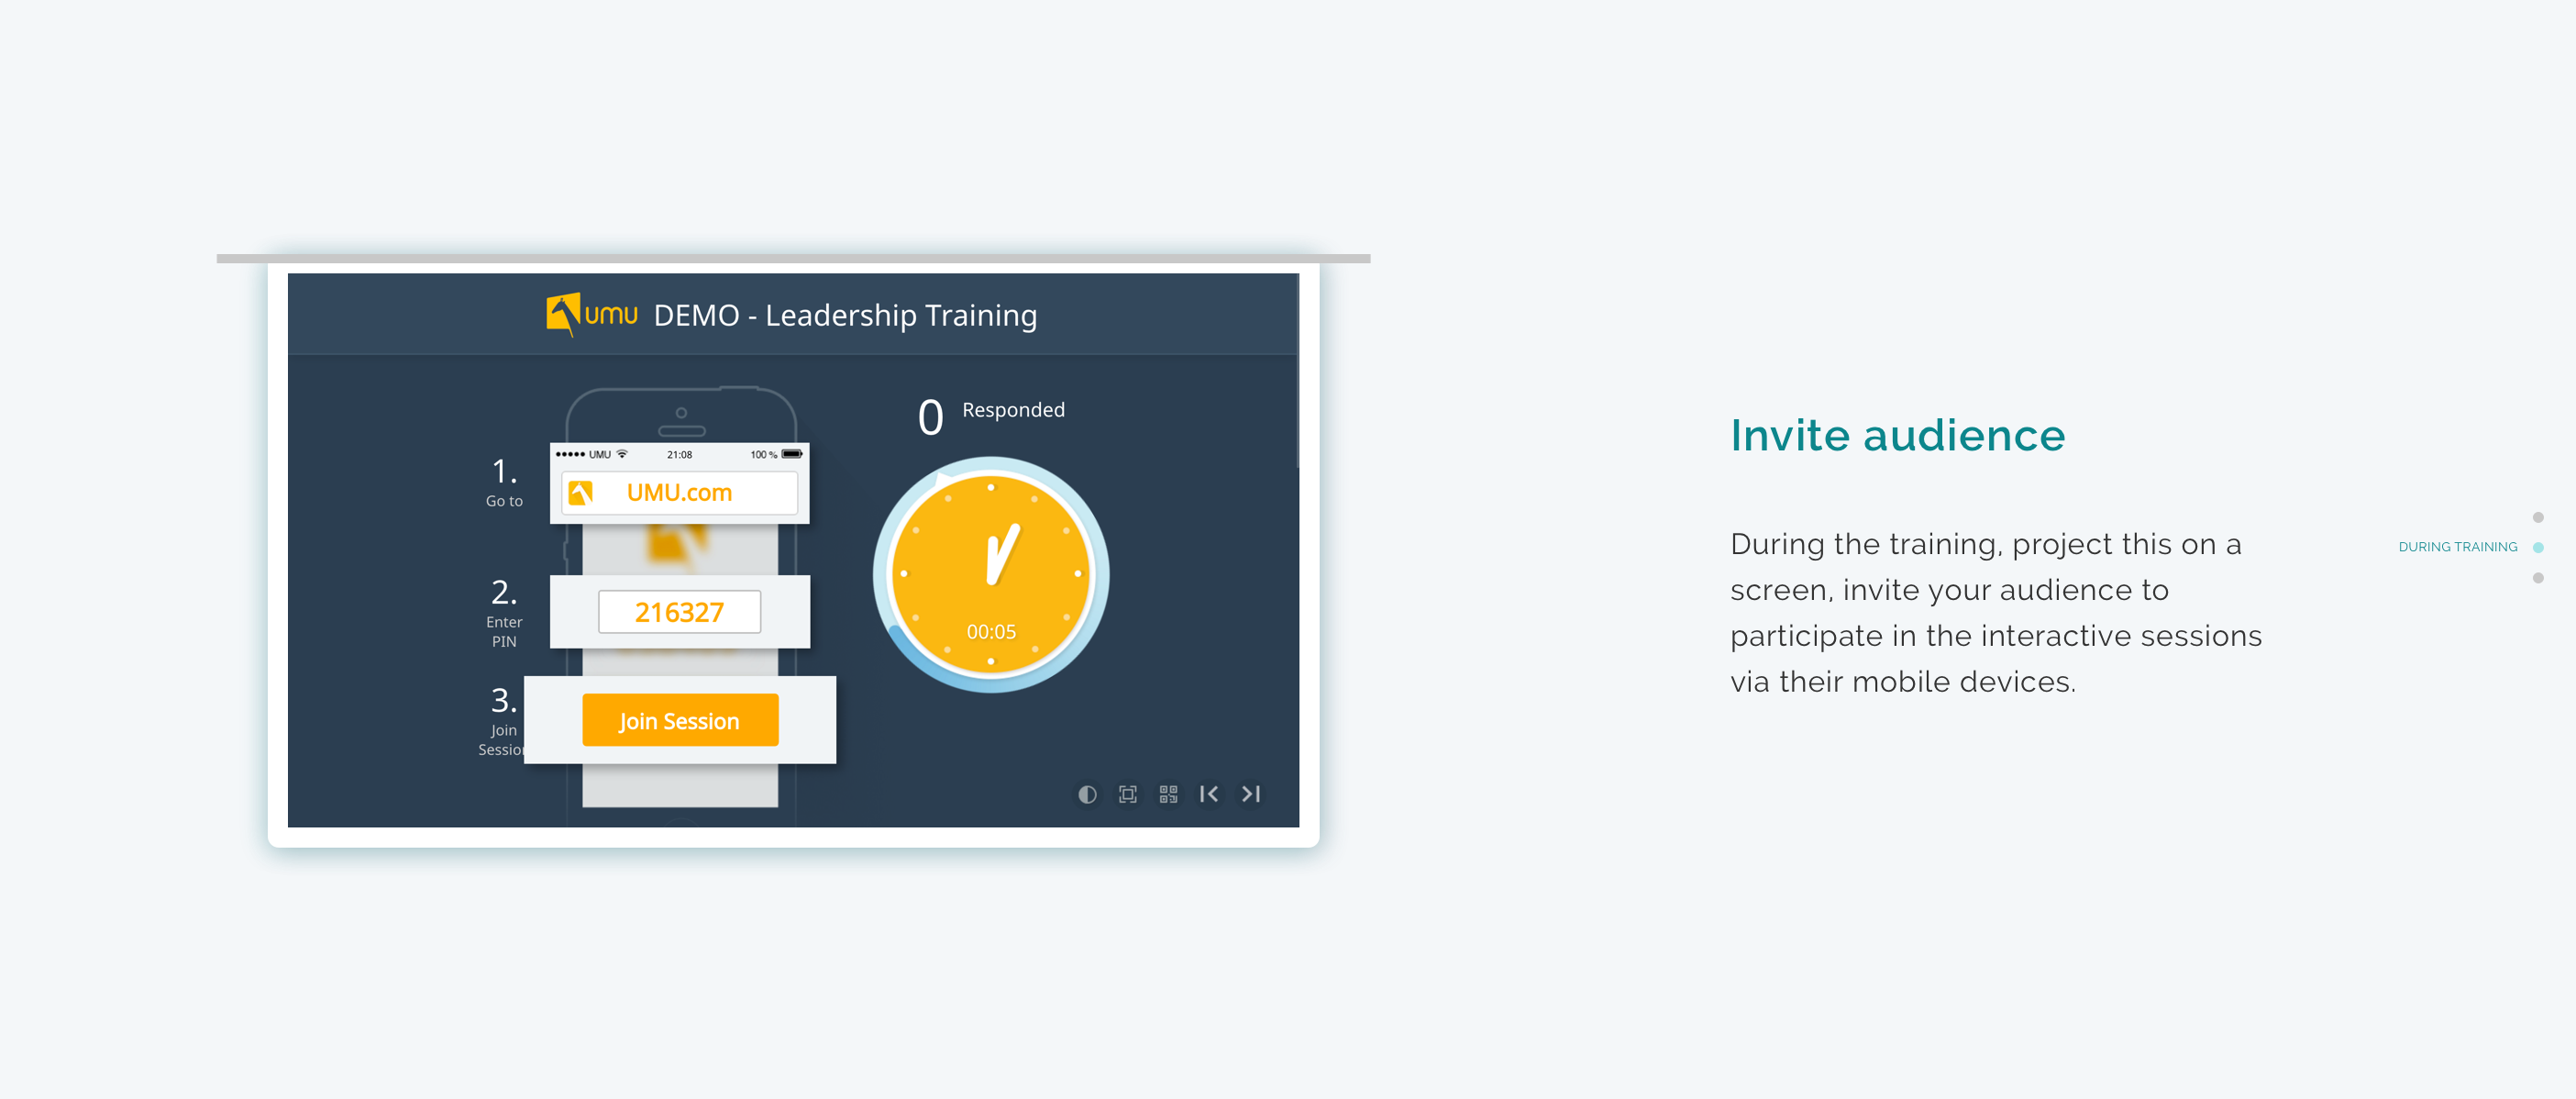 umu DEMO - Leadership Training
0 Responded
1.
Go to
UMU 21:08 100 %
UMU.com
2.
Enter
PIN
216327
3.
Join
Session
Join Session
00:05
Invite audience
During the training, project this on a
screen, invite your audience to
participate in the interactive sessions
via their mobile devices.
DURING TRAINING